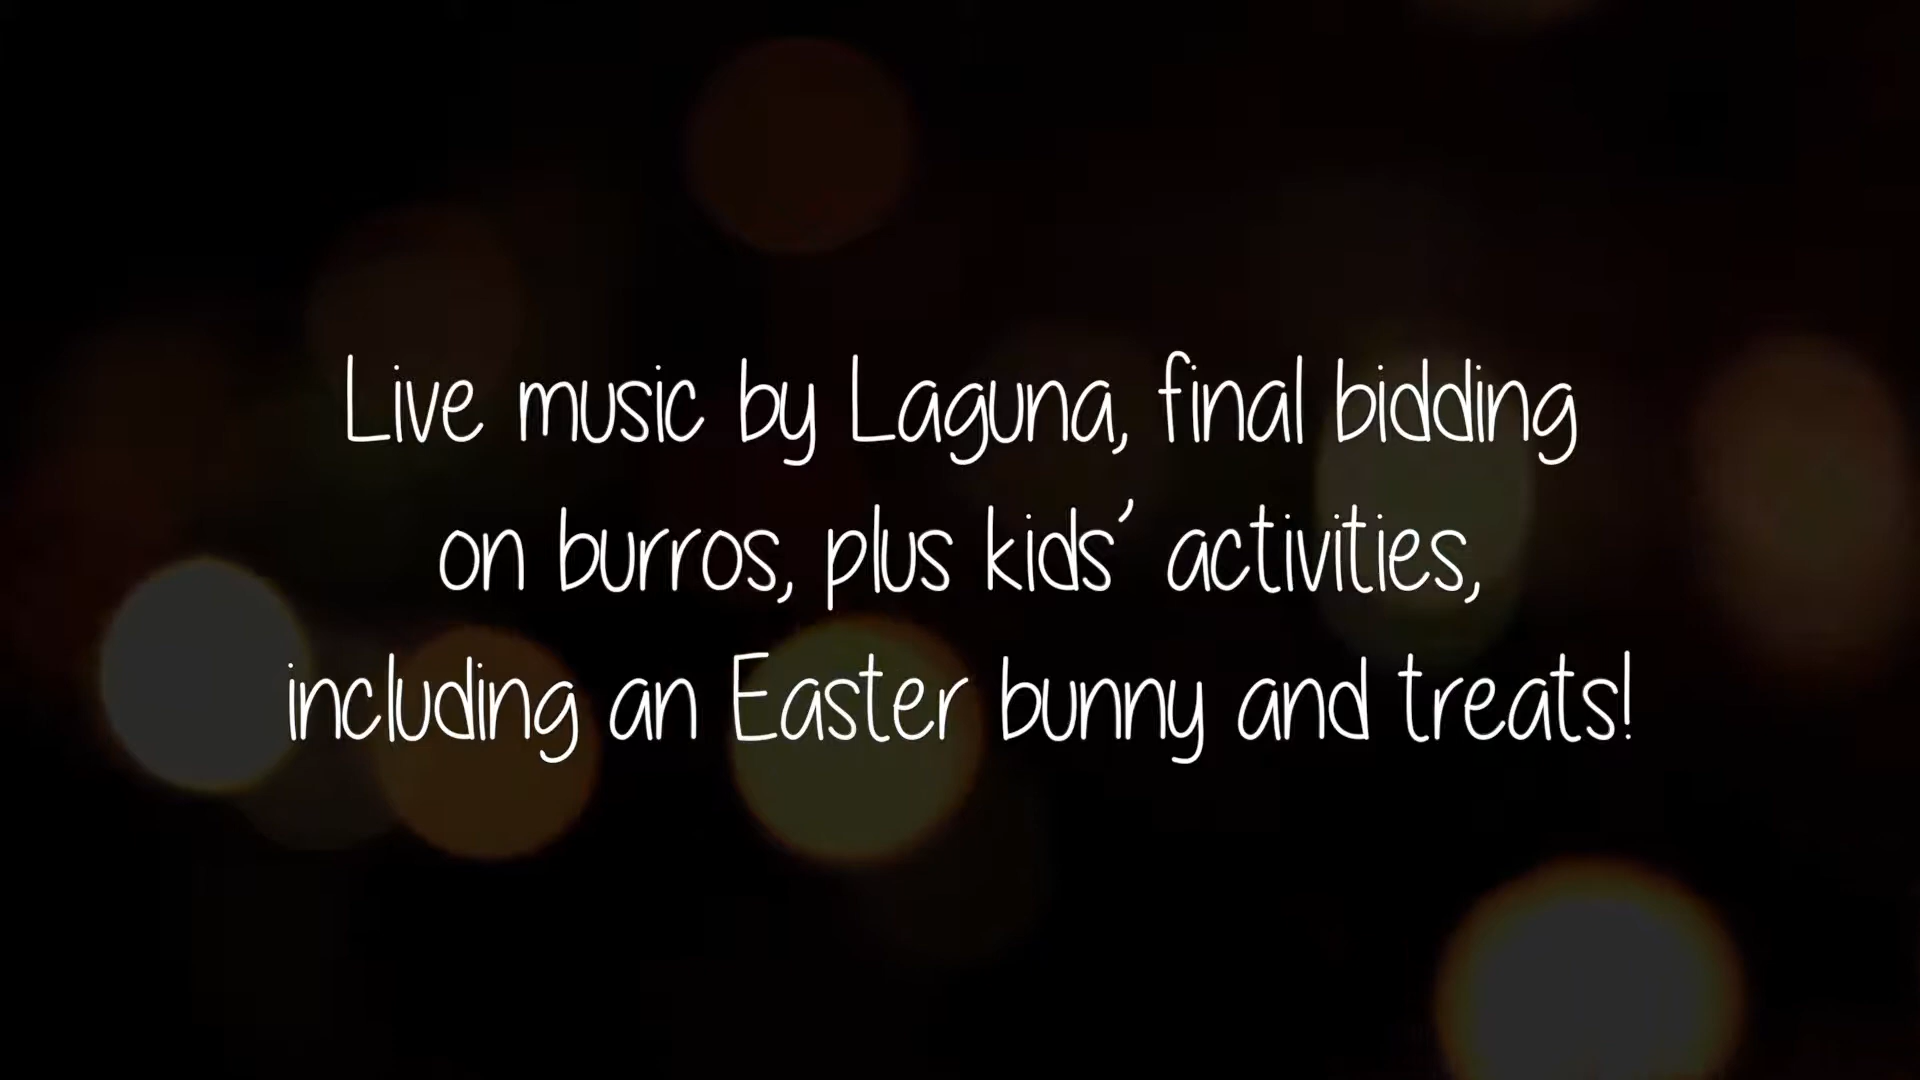 Live music by Laguna, final bidding
on burros, plus kids’ activities,
including an Easter bunny and treats!